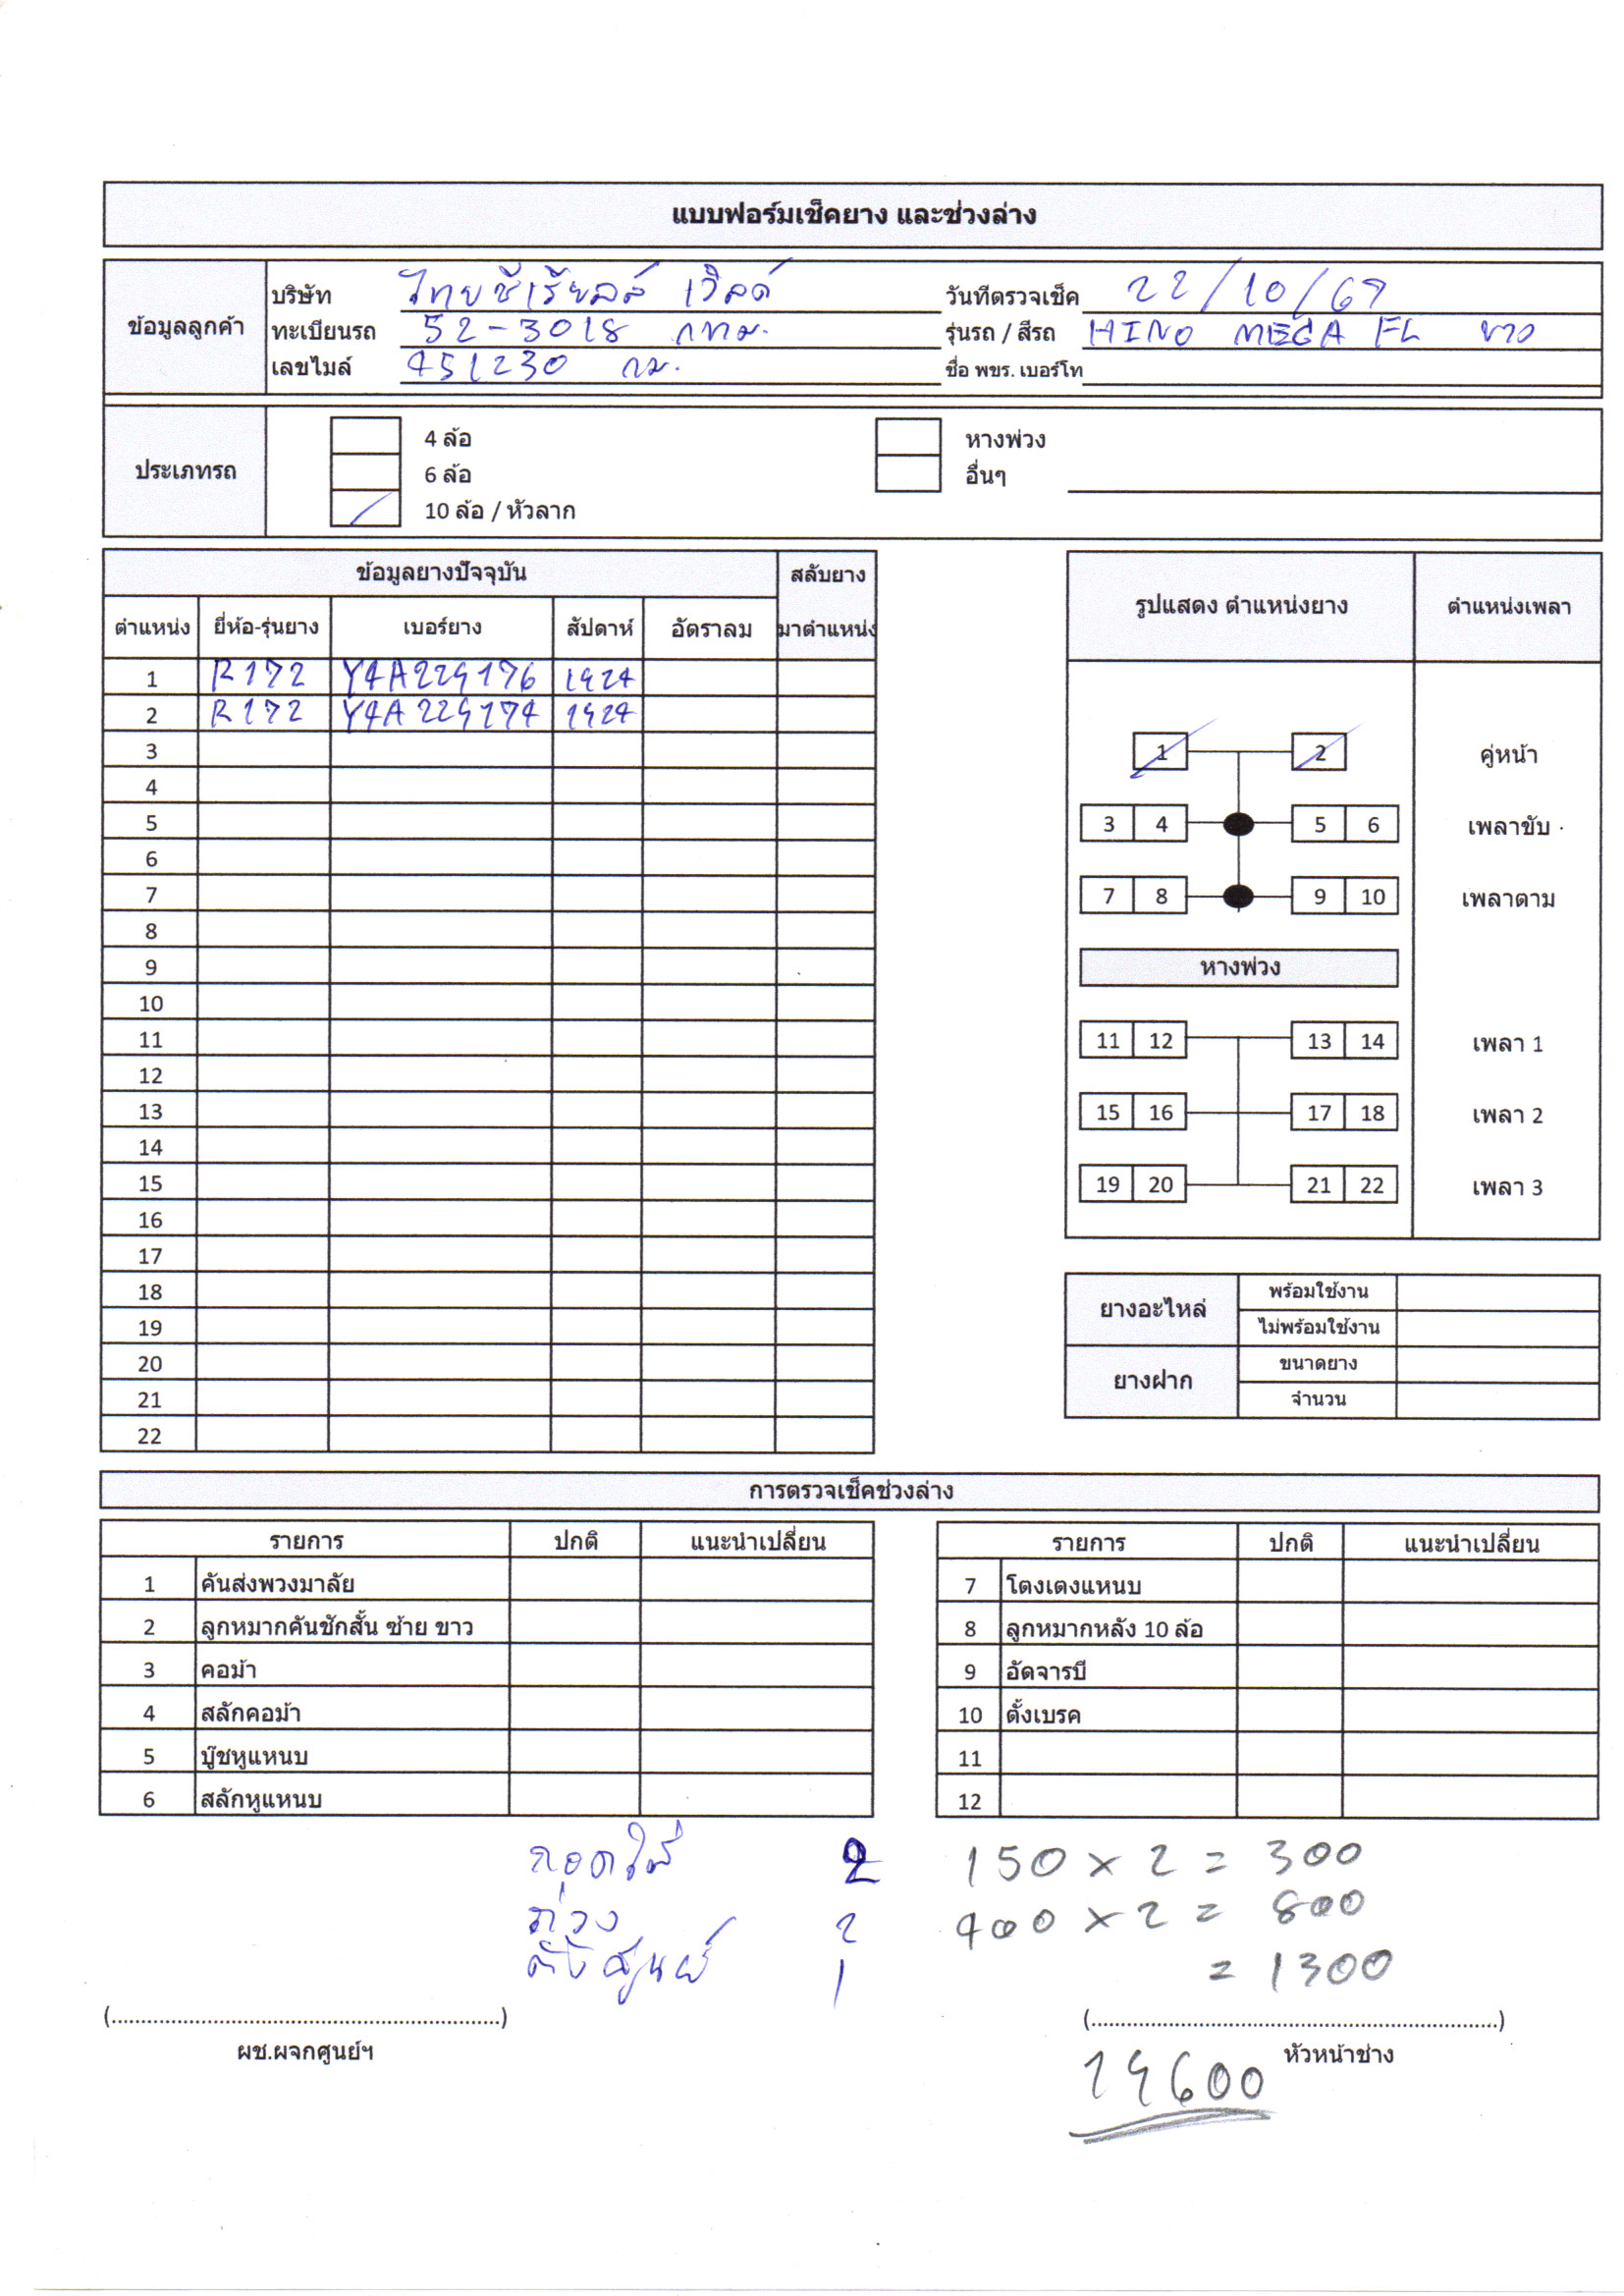 แบบฟอร์มเช็คยาง และช่วงล่าง
ข้อมูลลูกค้า
บริษัท ไทยซีเรียลส์ เวิลด์ วันที่ตรวจเช็ค 22/10/67
ทะเบียนรถ 52-3018 กทม. รุ่นรถ / สีรถ HINO MEGA FL ขาว
เลขไมล์ 451230 กม. ชื่อ พขร. เบอร์โท
ประเภทรถ
4 ล้อ หางพ่วง
6 ล้อ อื่นๆ
10 ล้อ / หัวลาก
ข้อมูลยางปัจจุบัน สลับยาง
ตำแหน่ง ยี่ห้อ-รุ่นยาง เบอร์ยาง สัปดาห์ อัตราลม มาตำแหน่ง
1 R172 Y4A229176 1924
2 R172 Y4A229174 1924
3
4
5
6
7
8
9
10
11
12
13
14
15
16
17
18
19
20
21
22
รูปแสดง ตำแหน่งยาง ตำแหน่งเพลา
1 2 คู่หน้า
3 4 5 6 เพลาขับ
7 8 9 10 เพลาตาม
หางพ่วง
11 12 13 14 เพลา 1
15 16 17 18 เพลา 2
19 20 21 22 เพลา 3
ยางอะไหล่ พร้อมใช้งาน
ไม่พร้อมใช้งาน
ยางฝาก ขนาดยาง
จำนวน
การตรวจเช็คช่วงล่าง
รายการ ปกติ แนะนำเปลี่ยน รายการ ปกติ แนะนำเปลี่ยน
1 คันส่งพวงมาลัย 7 โตงเตงแหนบ
2 ลูกหมากคันชักสั้น ซ้าย ขาว 8 ลูกหมากหลัง 10 ล้อ
3 คอม้า 9 อัดจารบี
4 สลักคอม้า 10 ตั้งเบรค
5 บู๊ชหูแหนบ 11
6 สลักหูแหนบ 12
ถอดใส่ 2 150 x 2 = 300
ถ่วง 2 400 x 2 = 800
ตั้งศูนย์ 1 = 1300
(..........) (..........)
ผช.ผจกศูนย์ฯ หัวหน้าช่าง
19600